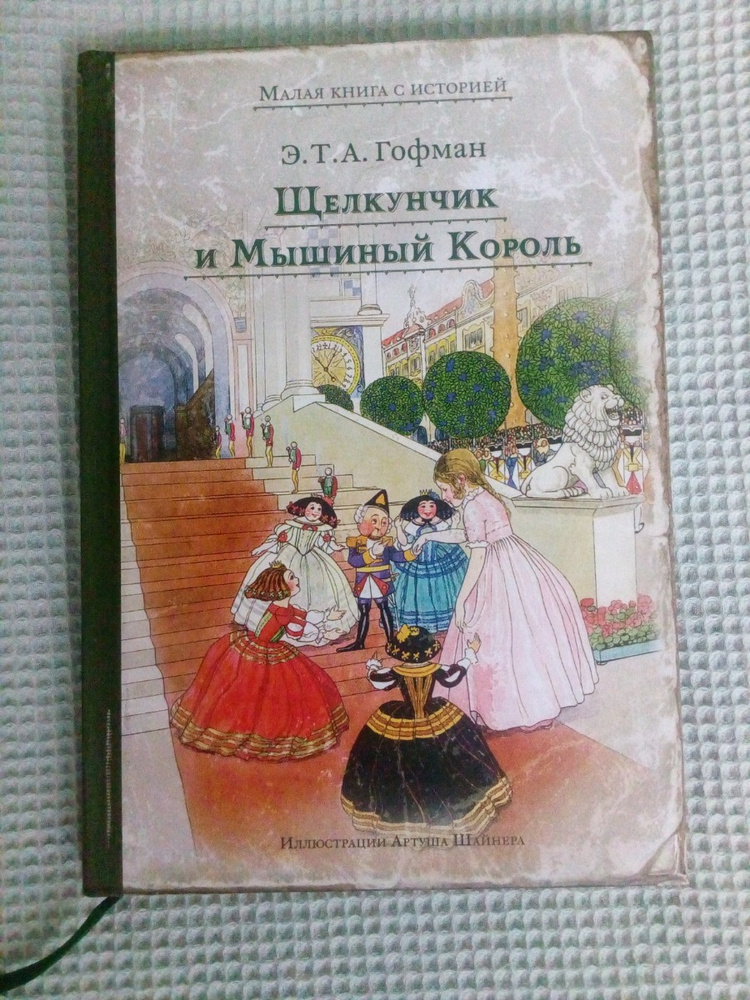 Малая книга с историей
Э.Т.А. Гофман
Щелкунчик
и Мышиный Король
Иллюстрации Артуша Шайнера